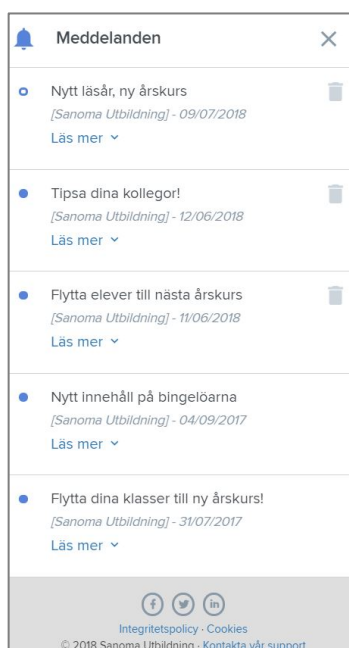 Meddelanden
Nytt läsår, ny årskurs
[Sanoma Utbildning] - 09/07/2018
Läs mer
Tipsa dina kollegor!
[Sanoma Utbildning] - 12/06/2018
Läs mer
Flytta elever till nästa årskurs
[Sanoma Utbildning] - 11/06/2018
Läs mer
Nytt innehåll på bingelöarna
[Sanoma Utbildning] - 04/09/2017
Läs mer
Flytta dina klasser till ny årskurs!
[Sanoma Utbildning] - 31/07/2017
Läs mer
Integritetspolicy · Cookies
© 2018 Sanoma Utbildning · Kontakta vår support